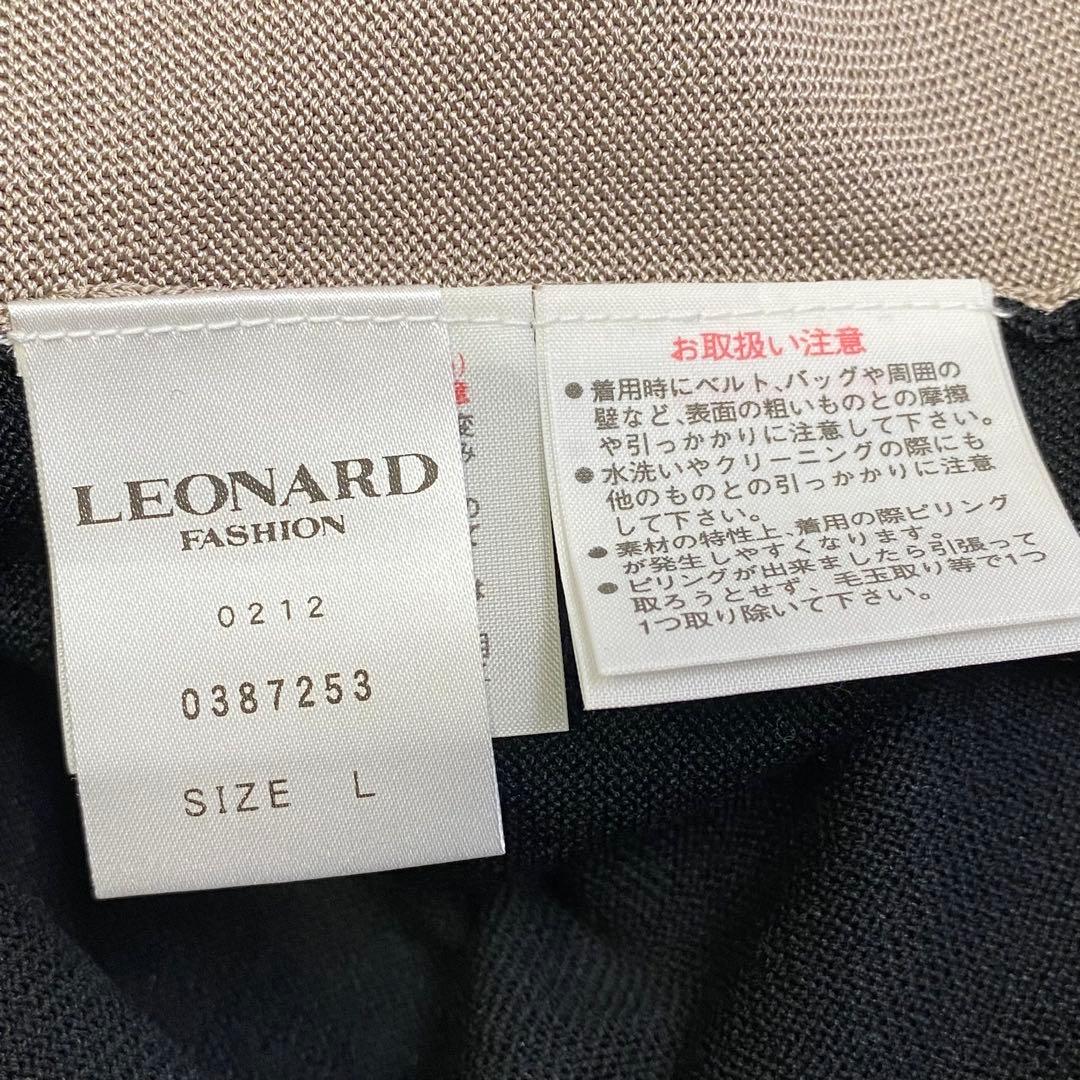 LEONARD
FASHION
0212
0387253
SIZE L
お取扱い注意
●着用時にベルト、バッグや周囲の
壁など、表面の粗いものとの摩擦
や引っかかりに注意して下さい。
●水洗いやクリーニングの際にも
他のものとの引っかかりに注意
して下さい。
●素材の特性上、着用の際ピリング
が発生しやすくなります。
●ピリングが出来ましたら引張って
取ろうとせず、毛玉取り等で1つ
1つ取り除いて下さい。